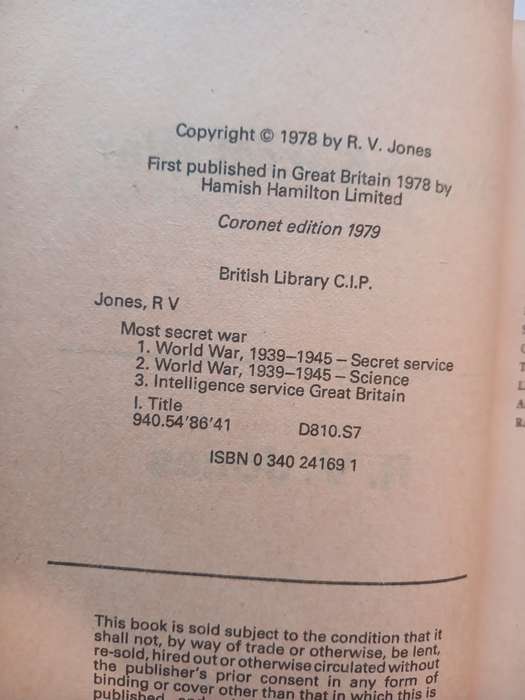 Copyright © 1978 by R. V. Jones
First published in Great Britain 1978 by
Hamish Hamilton Limited
Coronet edition 1979
British Library C.I.P.
Jones, R V
Most secret war
1. World War, 1939–1945 – Secret service
2. World War, 1939–1945 – Science
3. Intelligence service Great Britain
I. Title
940.54'86'41 D810.S7
ISBN 0 340 24169 1
This book is sold subject to the condition that it
shall not, by way of trade or otherwise, be lent,
re-sold, hired out or otherwise circulated without
the publisher's prior consent in any form of
binding or cover other than that in which this is
published and